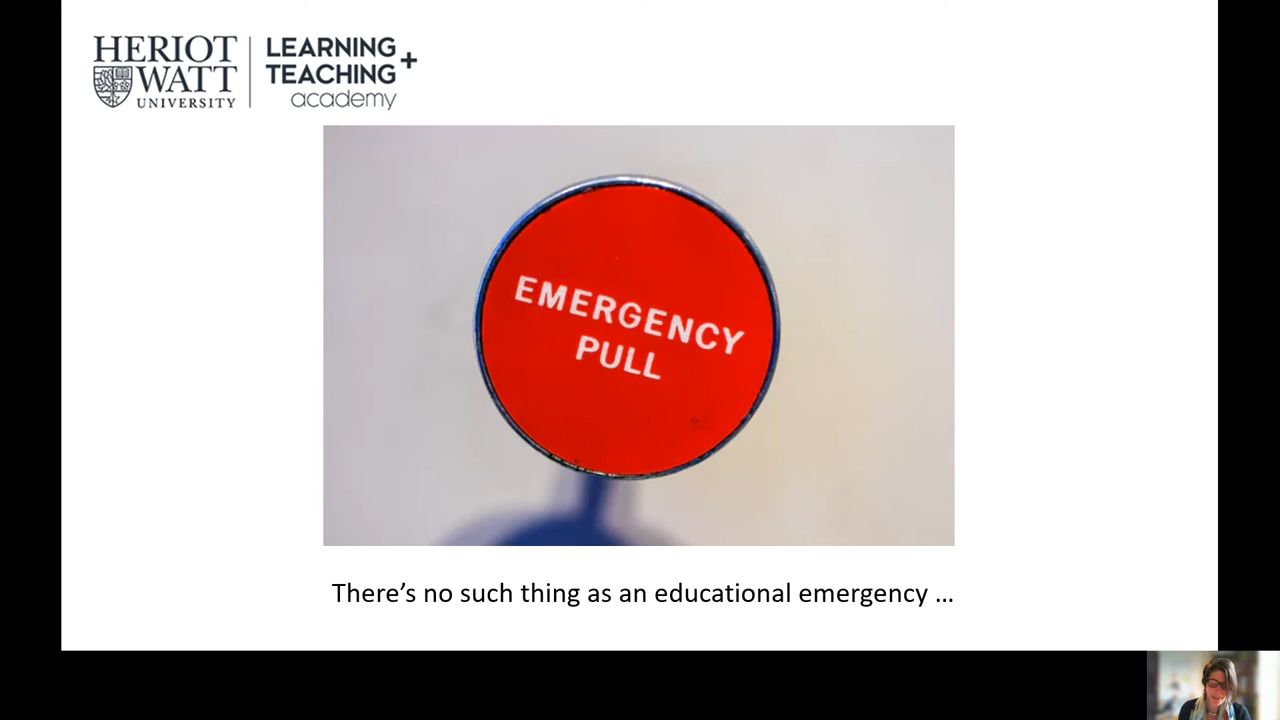 HERIOT
WATT
UNIVERSITY
LEARNING+
TEACHING
academy
EMERGENCY
PULL
There’s no such thing as an educational emergency …